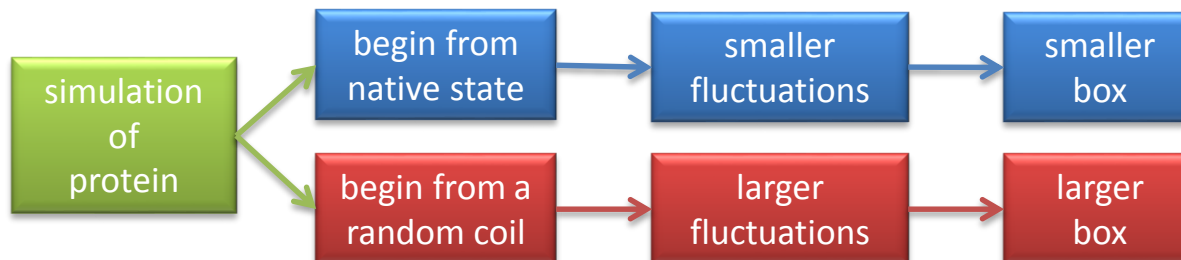 simulation
of
protein
begin from
native state
smaller
fluctuations
smaller
box
begin from a
random coil
larger
fluctuations
larger
box